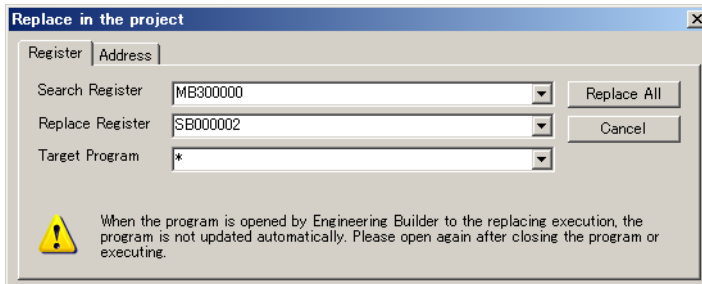 Replace in the project
Register Address
Search Register MB300000 Replace All
Replace Register SB000002 Cancel
Target Program *
When the program is opened by Engineering Builder to the replacing execution, the
program is not updated automatically. Please open again after closing the program or
executing.